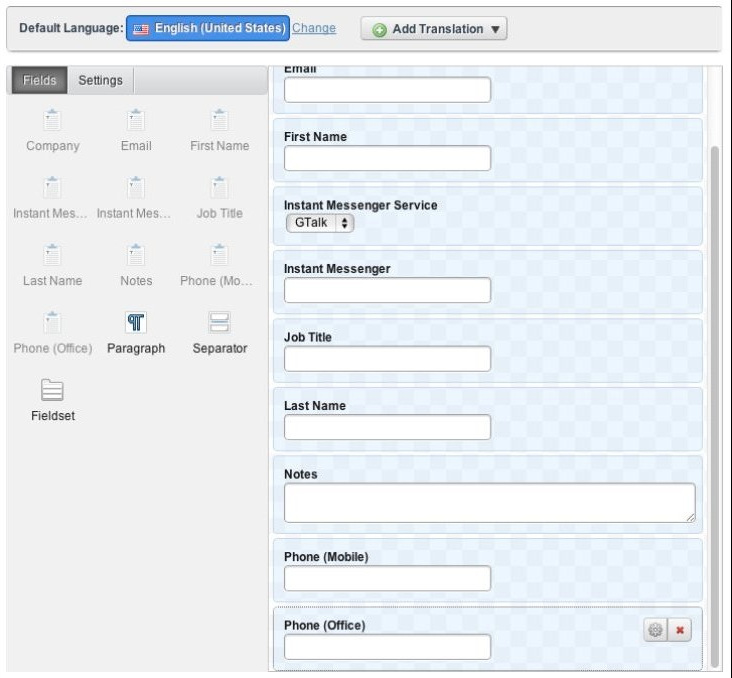 Default Language: English (United States) Change Add Translation ▼
Fields Settings
Company Email First Name
Instant Mes... Instant Mes... Job Title
Last Name Notes Phone (Mo...
Phone (Office) Paragraph Separator
Fieldset
Email
First Name
Instant Messenger Service
GTalk
Instant Messenger
Job Title
Last Name
Notes
Phone (Mobile)
Phone (Office)